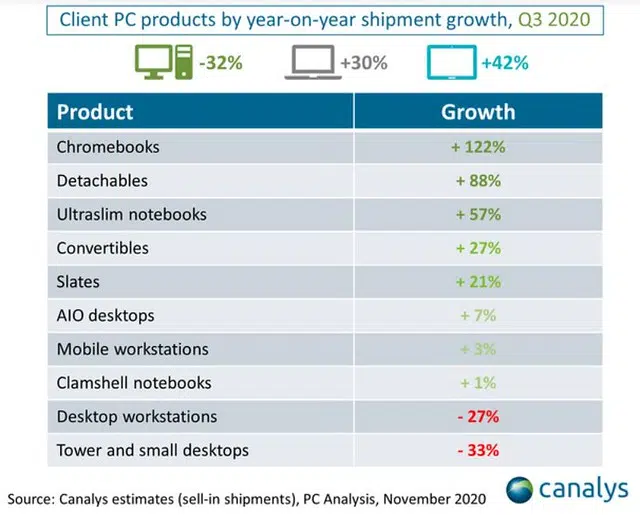 Client PC products by year-on-year shipment growth, Q3 2020
-32% +30% +42%
Product Growth
Chromebooks + 122%
Detachables + 88%
Ultraslim notebooks + 57%
Convertibles + 27%
Slates + 21%
AIO desktops + 7%
Mobile workstations + 3%
Clamshell notebooks + 1%
Desktop workstations - 27%
Tower and small desktops - 33%
Source: Canalys estimates (sell-in shipments), PC Analysis, November 2020
canalys